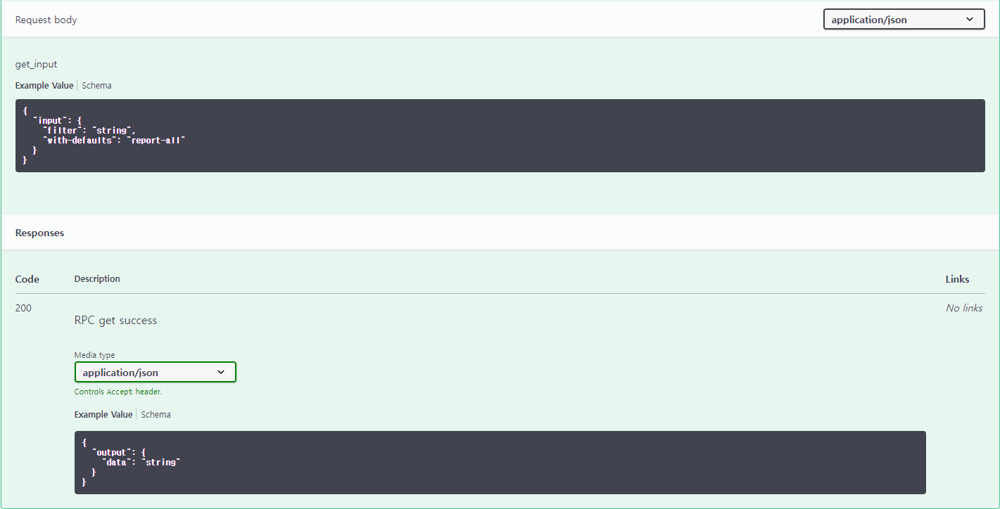 Request body
application/json
get_input
Example Value | Schema
{
  "input": {
    "filter": "string",
    "with-defaults": "report-all"
  }
}
Responses
Code Description Links
200 No links
RPC get success
Media type
application/json
Controls Accept header.
Example Value | Schema
{
  "output": {
    "data": "string"
  }
}